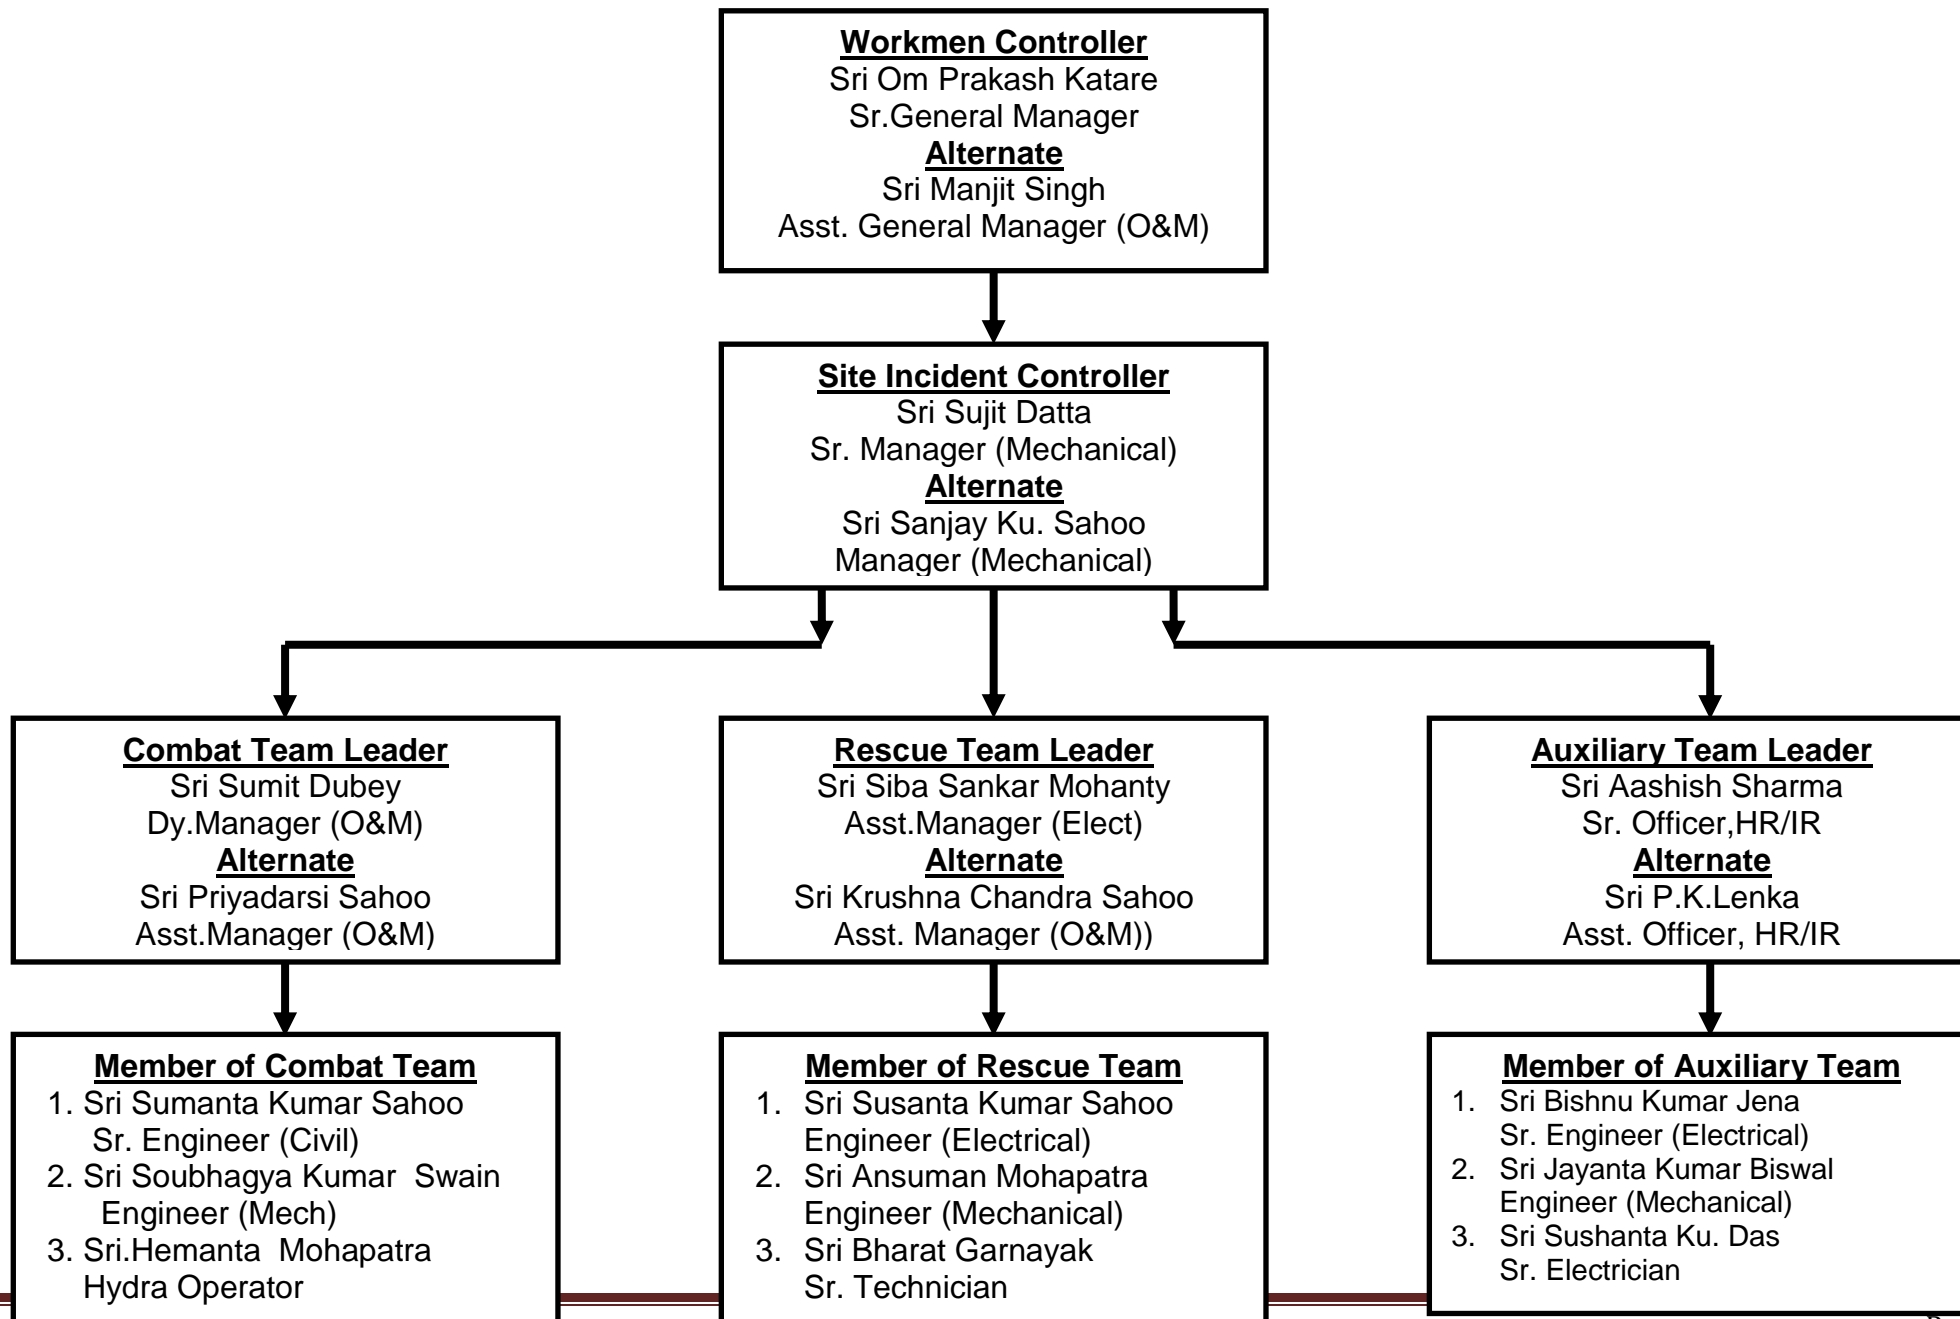 Workmen Controller
Sri Om Prakash Katare
Sr.General Manager
Alternate
Sri Manjit Singh
Asst. General Manager (O&M)
Site Incident Controller
Sri Sujit Datta
Sr. Manager (Mechanical)
Alternate
Sri Sanjay Ku. Sahoo
Manager (Mechanical)
Combat Team Leader
Sri Sumit Dubey
Dy.Manager (O&M)
Alternate
Sri Priyadarsi Sahoo
Asst.Manager (O&M)
Rescue Team Leader
Sri Siba Sankar Mohanty
Asst.Manager (Elect)
Alternate
Sri Krushna Chandra Sahoo
Asst. Manager (O&M))
Auxiliary Team Leader
Sri Aashish Sharma
Sr. Officer,HR/IR
Alternate
Sri P.K.Lenka
Asst. Officer, HR/IR
Member of Combat Team
1. Sri Sumanta Kumar Sahoo
Sr. Engineer (Civil)
2. Sri Soubhagya Kumar  Swain
Engineer (Mech)
3. Sri.Hemanta  Mohapatra
Hydra Operator
Member of Rescue Team
1. Sri Susanta Kumar Sahoo
Engineer (Electrical)
2. Sri Ansuman Mohapatra
Engineer (Mechanical)
3. Sri Bharat Garnayak
Sr. Technician
Member of Auxiliary Team
1. Sri Bishnu Kumar Jena
Sr. Engineer (Electrical)
2. Sri Jayanta Kumar Biswal
Engineer (Mechanical)
3. Sri Sushanta Ku. Das
Sr. Electrician